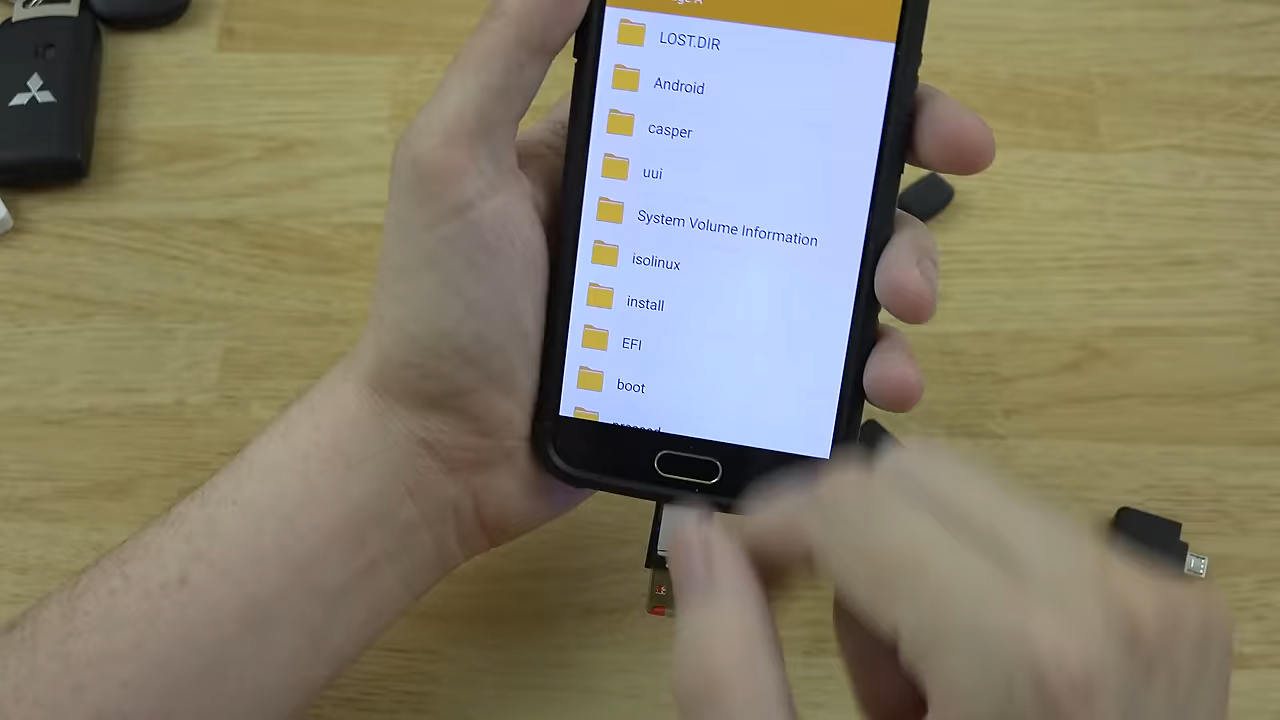 LOST.DIR
Android
casper
uui
System Volume Information
isolinux
install
EFI
boot